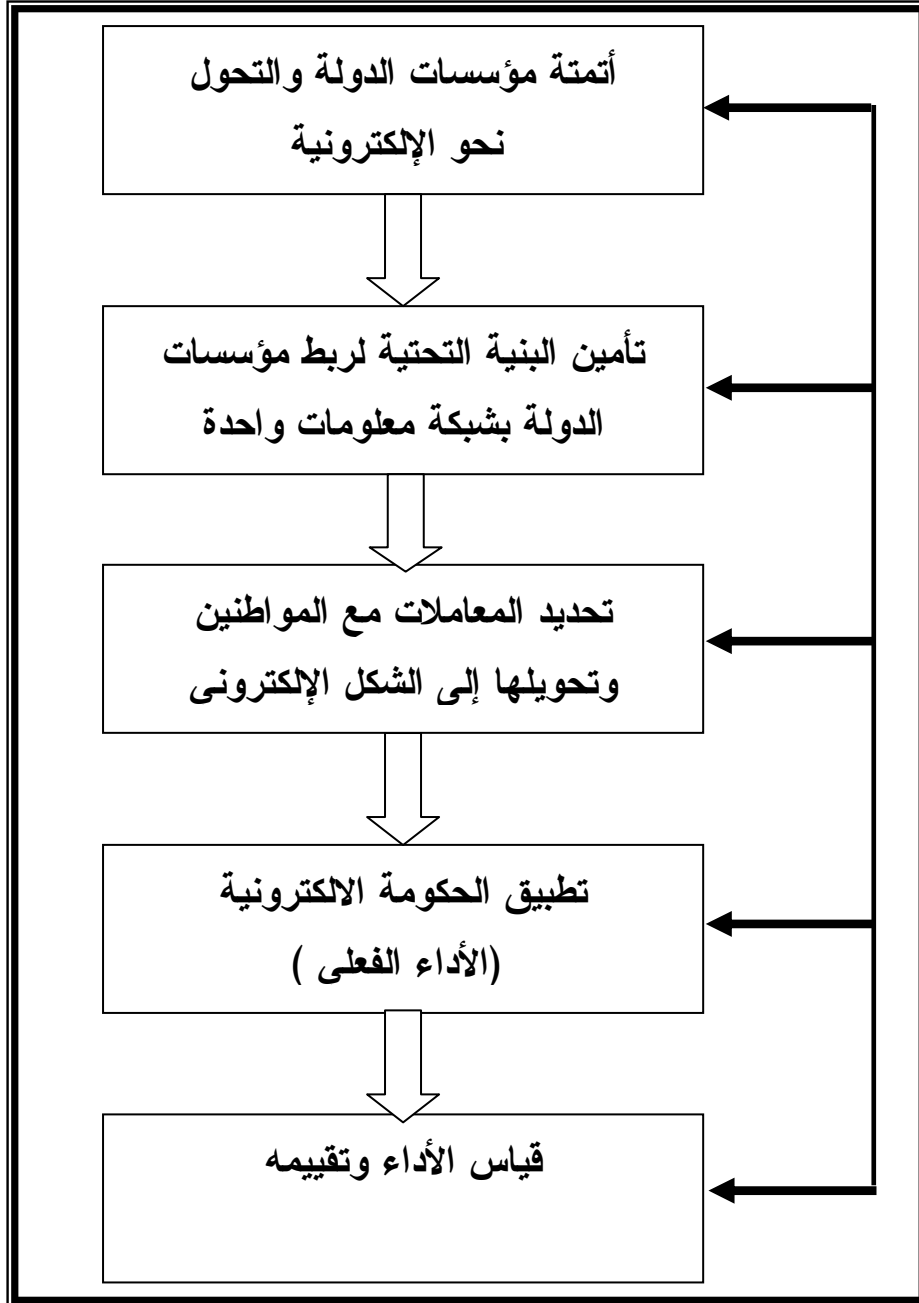 أتمتة مؤسسات الدولة والتحول
نحو الإلكترونية
تأمين البنية التحتية لربط مؤسسات
الدولة بشبكة معلومات واحدة
تحديد المعاملات مع المواطنين
وتحويلها إلى الشكل الإلكترونى
تطبيق الحكومة الالكترونية
(الأداء الفعلى )
قياس الأداء وتقييمه